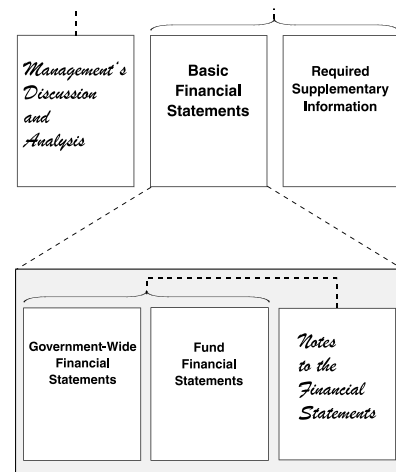 Management's
Discussion
and
Analysis
Basic
Financial
Statements
Required
Supplementary
Information
Government-Wide
Financial
Statements
Fund
Financial
Statements
Notes
to the
Financial
Statements